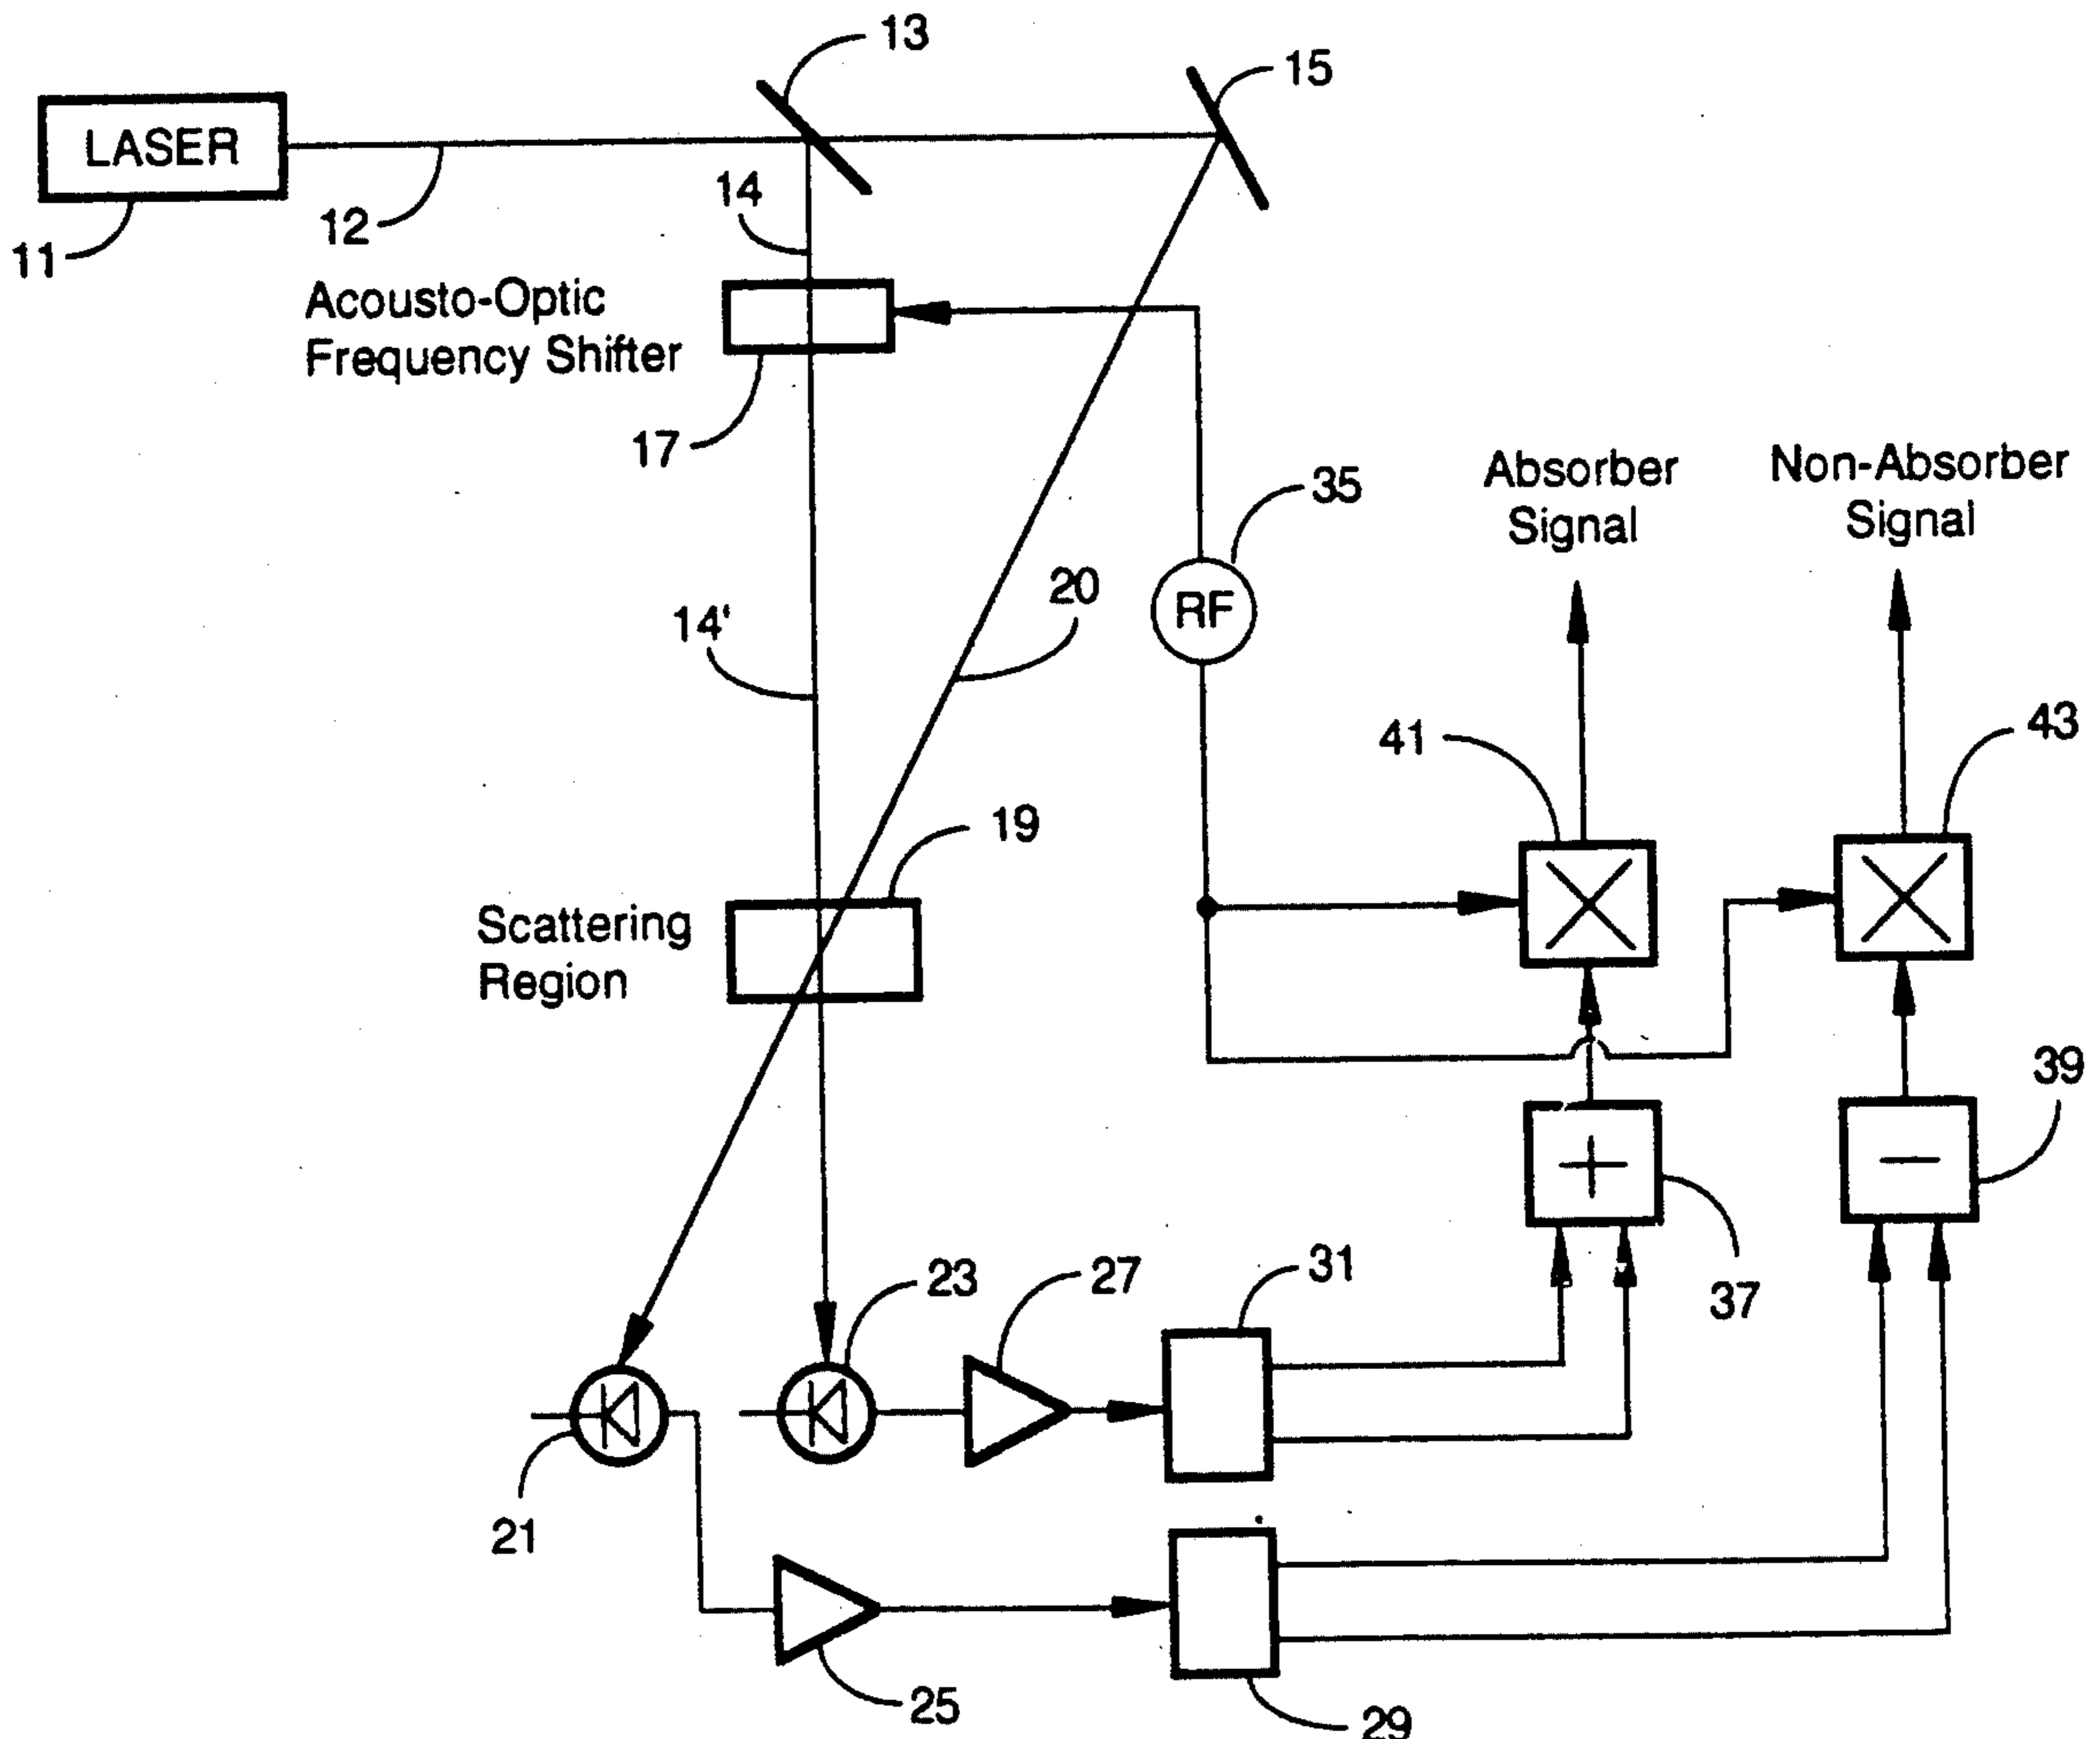 13
15
LASER
14
12
11
Acousto-Optic
Frequency Shifter
17
35
Absorber
Signal
Non-Absorber
Signal
20
RF
14'
41
43
19
Scattering
Region
39
31
27
23
37
21
25
29